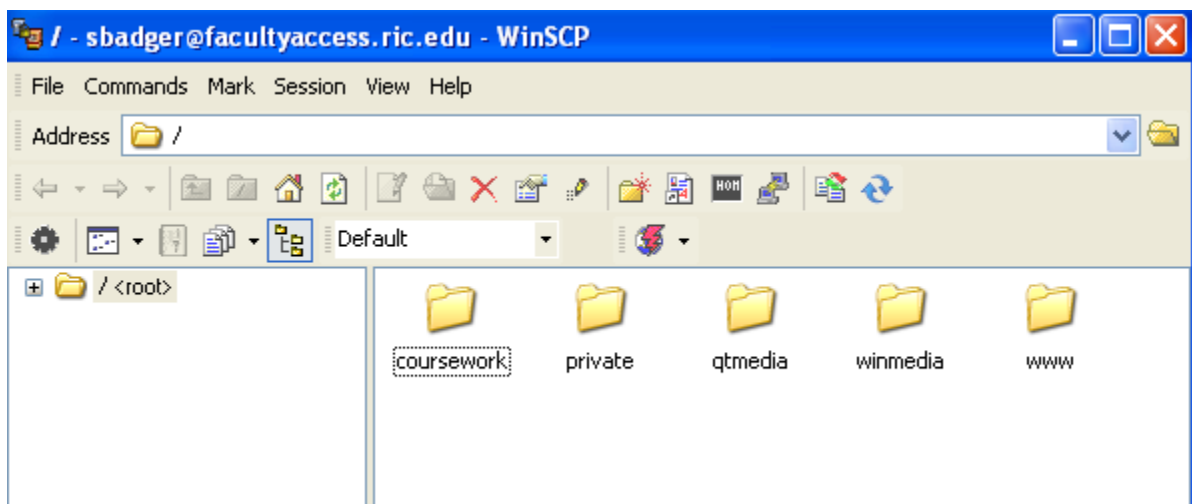 / - sbadger@facultyaccess.ric.edu - WinSCP
File Commands Mark Session View Help
Address / 
Default
/ <root>
coursework private qtmedia winmedia www